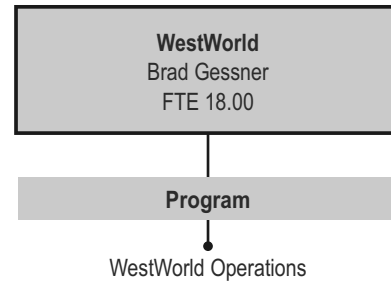 WestWorld
Brad Gessner
FTE 18.00
Program
WestWorld Operations